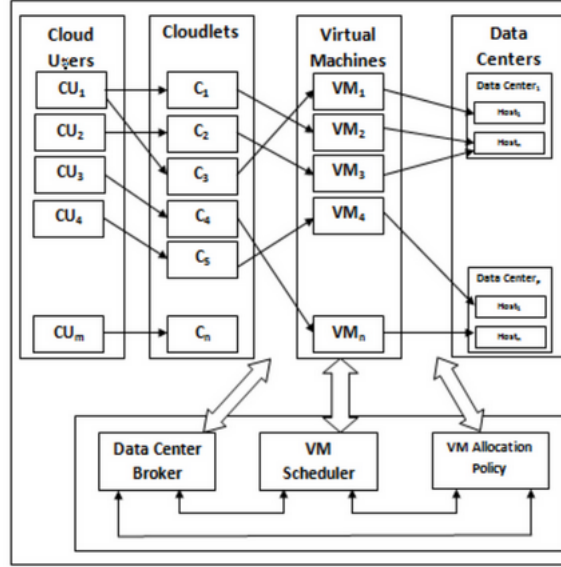 Cloud
Users
CU₁
CU₂
CU₃
CU₄
CUₘ
Cloudlets
C₁
C₂
C₃
C₄
C₅
Cₙ
Virtual
Machines
VM₁
VM₂
VM₃
VM₄
VMₙ
Data
Centers
Data Center₁
Host₁
Hostₙ
Data Centerₚ
Host₁
Hostₙ
Data Center
Broker
VM
Scheduler
VM Allocation
Policy